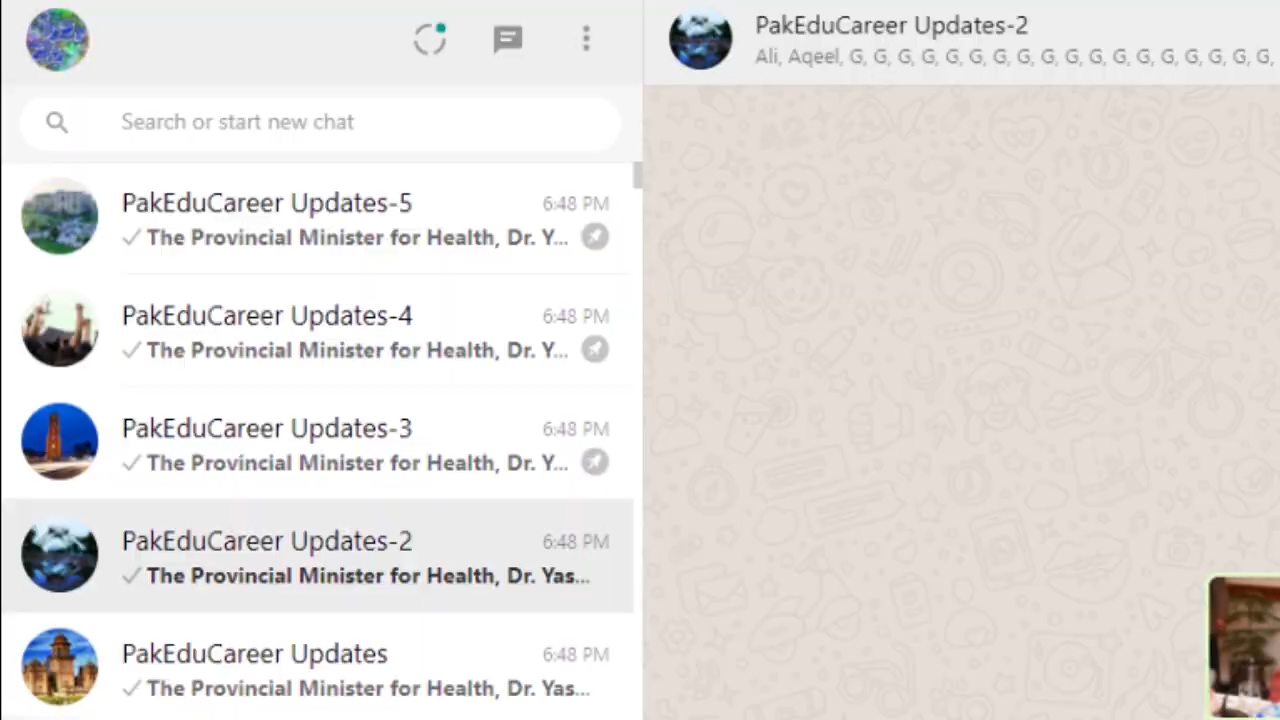 PakEduCareer Updates-2
Ali, Aqeel, G, G, G, G, G, G, G, G, G, G, G, G, G, G, G, G, G, G,
Search or start new chat
PakEduCareer Updates-5
6:48 PM
The Provincial Minister for Health, Dr. Y...
PakEduCareer Updates-4
6:48 PM
The Provincial Minister for Health, Dr. Y...
PakEduCareer Updates-3
6:48 PM
The Provincial Minister for Health, Dr. Y...
PakEduCareer Updates-2
6:48 PM
The Provincial Minister for Health, Dr. Yas...
PakEduCareer Updates
6:48 PM
The Provincial Minister for Health, Dr. Yas...